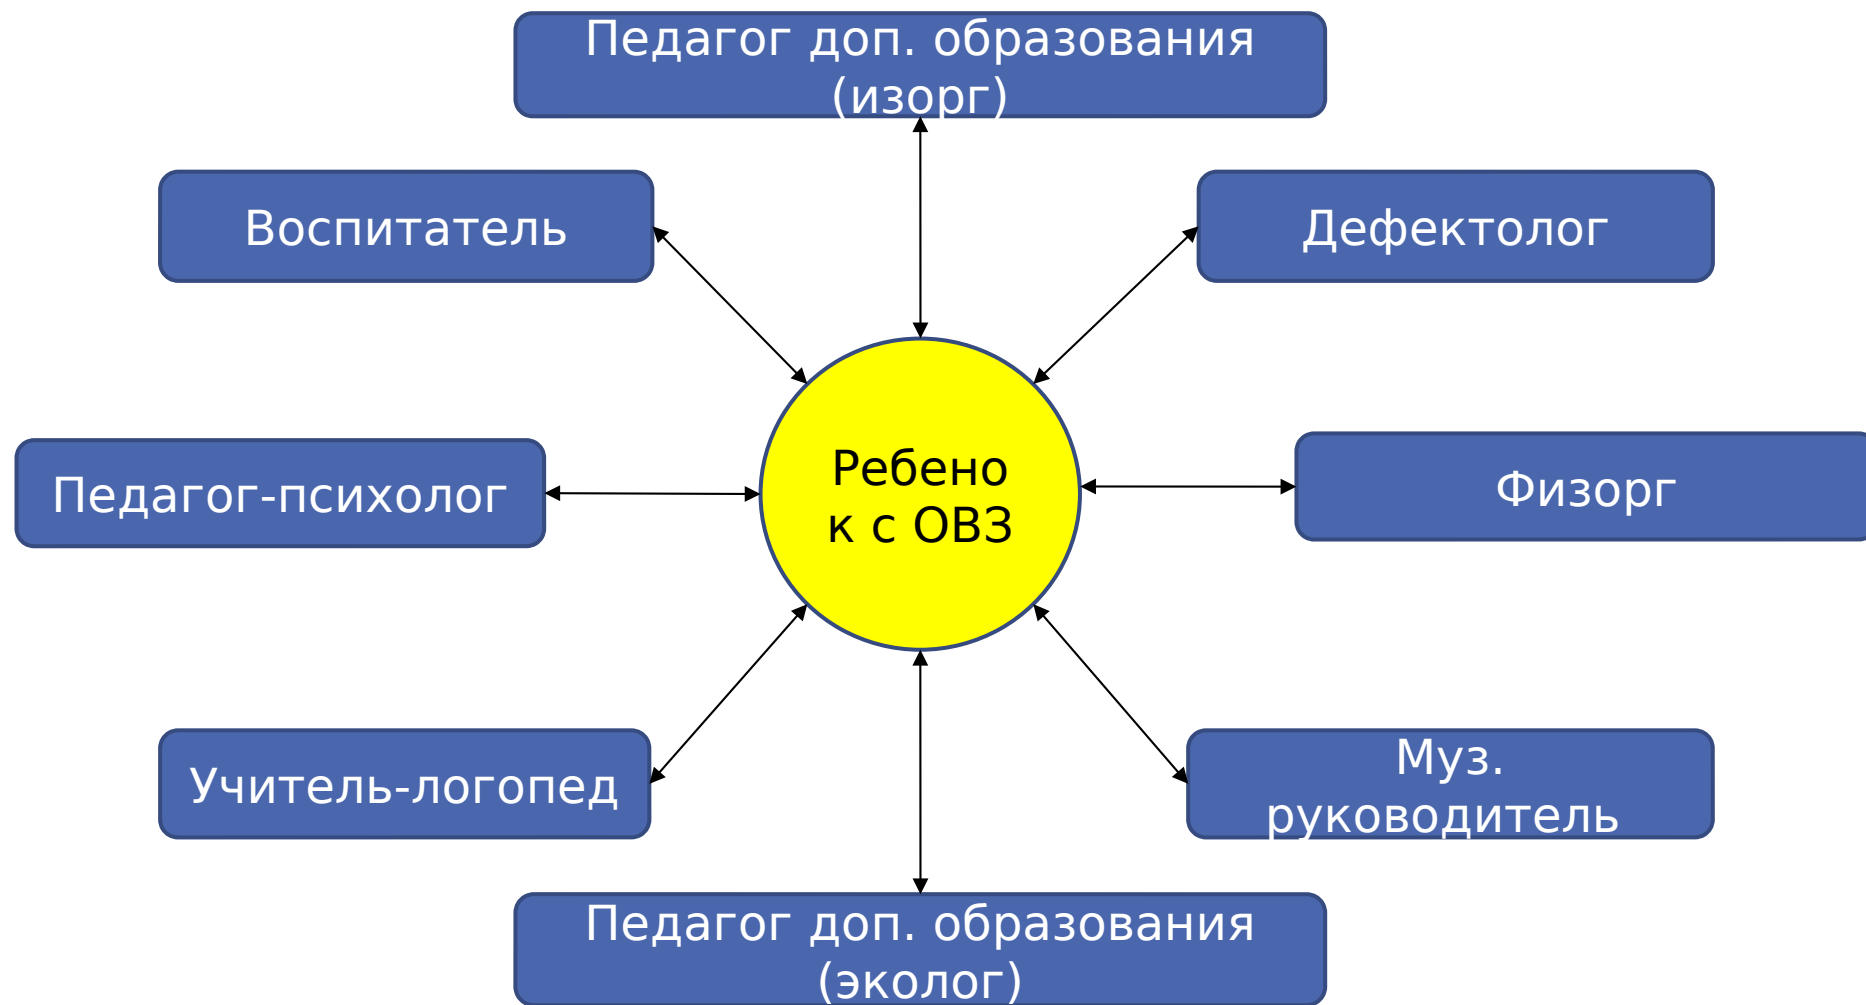 Педагог доп. образования
(изорг)
Воспитатель
Дефектолог
Ребено
к с ОВЗ
Педагог-психолог
Физорг
Учитель-логопед
Муз.
руководитель
Педагог доп. образования
(эколог)